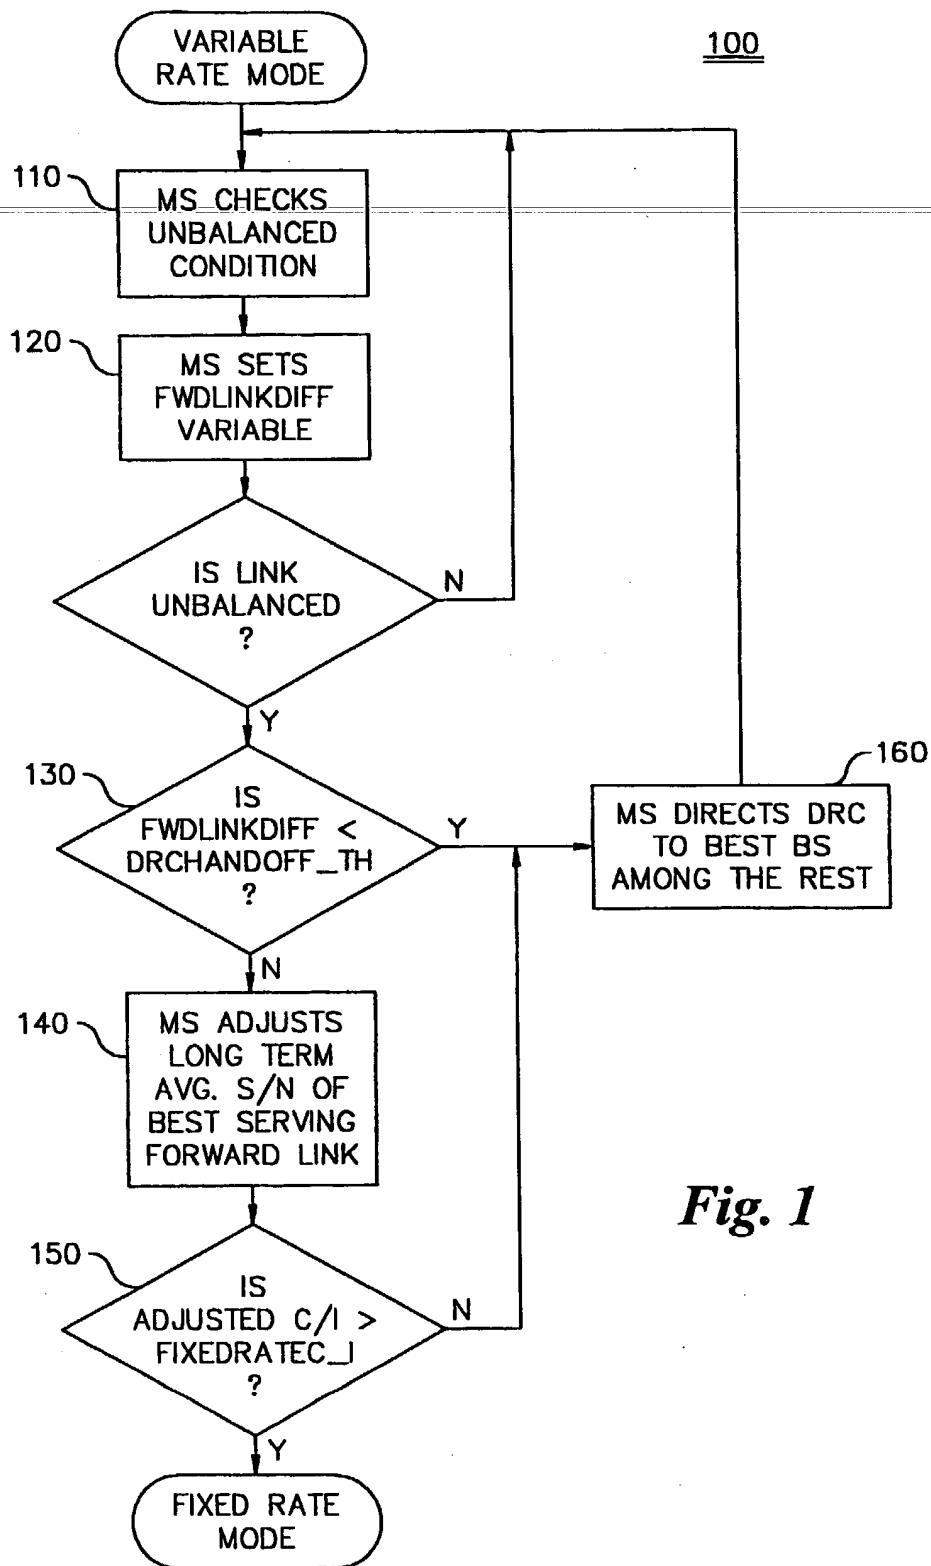 VARIABLE
RATE MODE
100
110
MS CHECKS
UNBALANCED
CONDITION
120
MS SETS
FWDLINKDIFF
VARIABLE
IS LINK
UNBALANCED
?
N
Y
130
IS
FWDLINKDIFF <
DRCHANDOFF_TH
?
Y
N
160
MS DIRECTS DRC
TO BEST BS
AMONG THE REST
140
MS ADJUSTS
LONG TERM
AVG. S/N OF
BEST SERVING
FORWARD LINK
150
IS
ADJUSTED C/I >
FIXEDRATEC_I
?
N
Y
FIXED RATE
MODE
Fig. 1